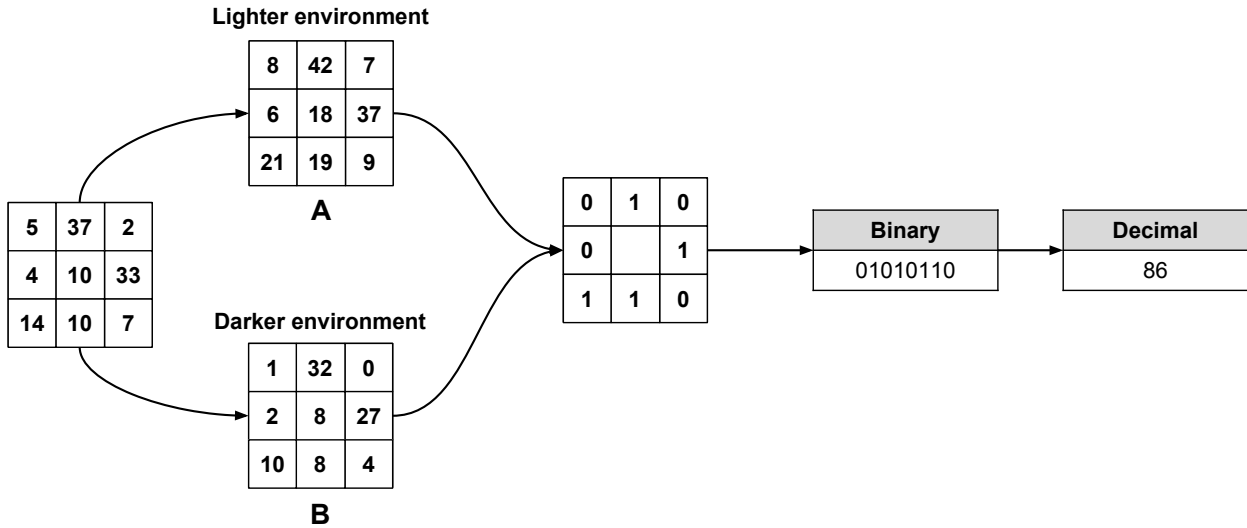 Lighter environment
8 42 7
6 18 37
21 19 9
A
5 37 2
4 10 33
14 10 7
Darker environment
1 32 0
2 8 27
10 8 4
B
0 1 0
0 1
1 1 0
Binary
01010110
Decimal
86